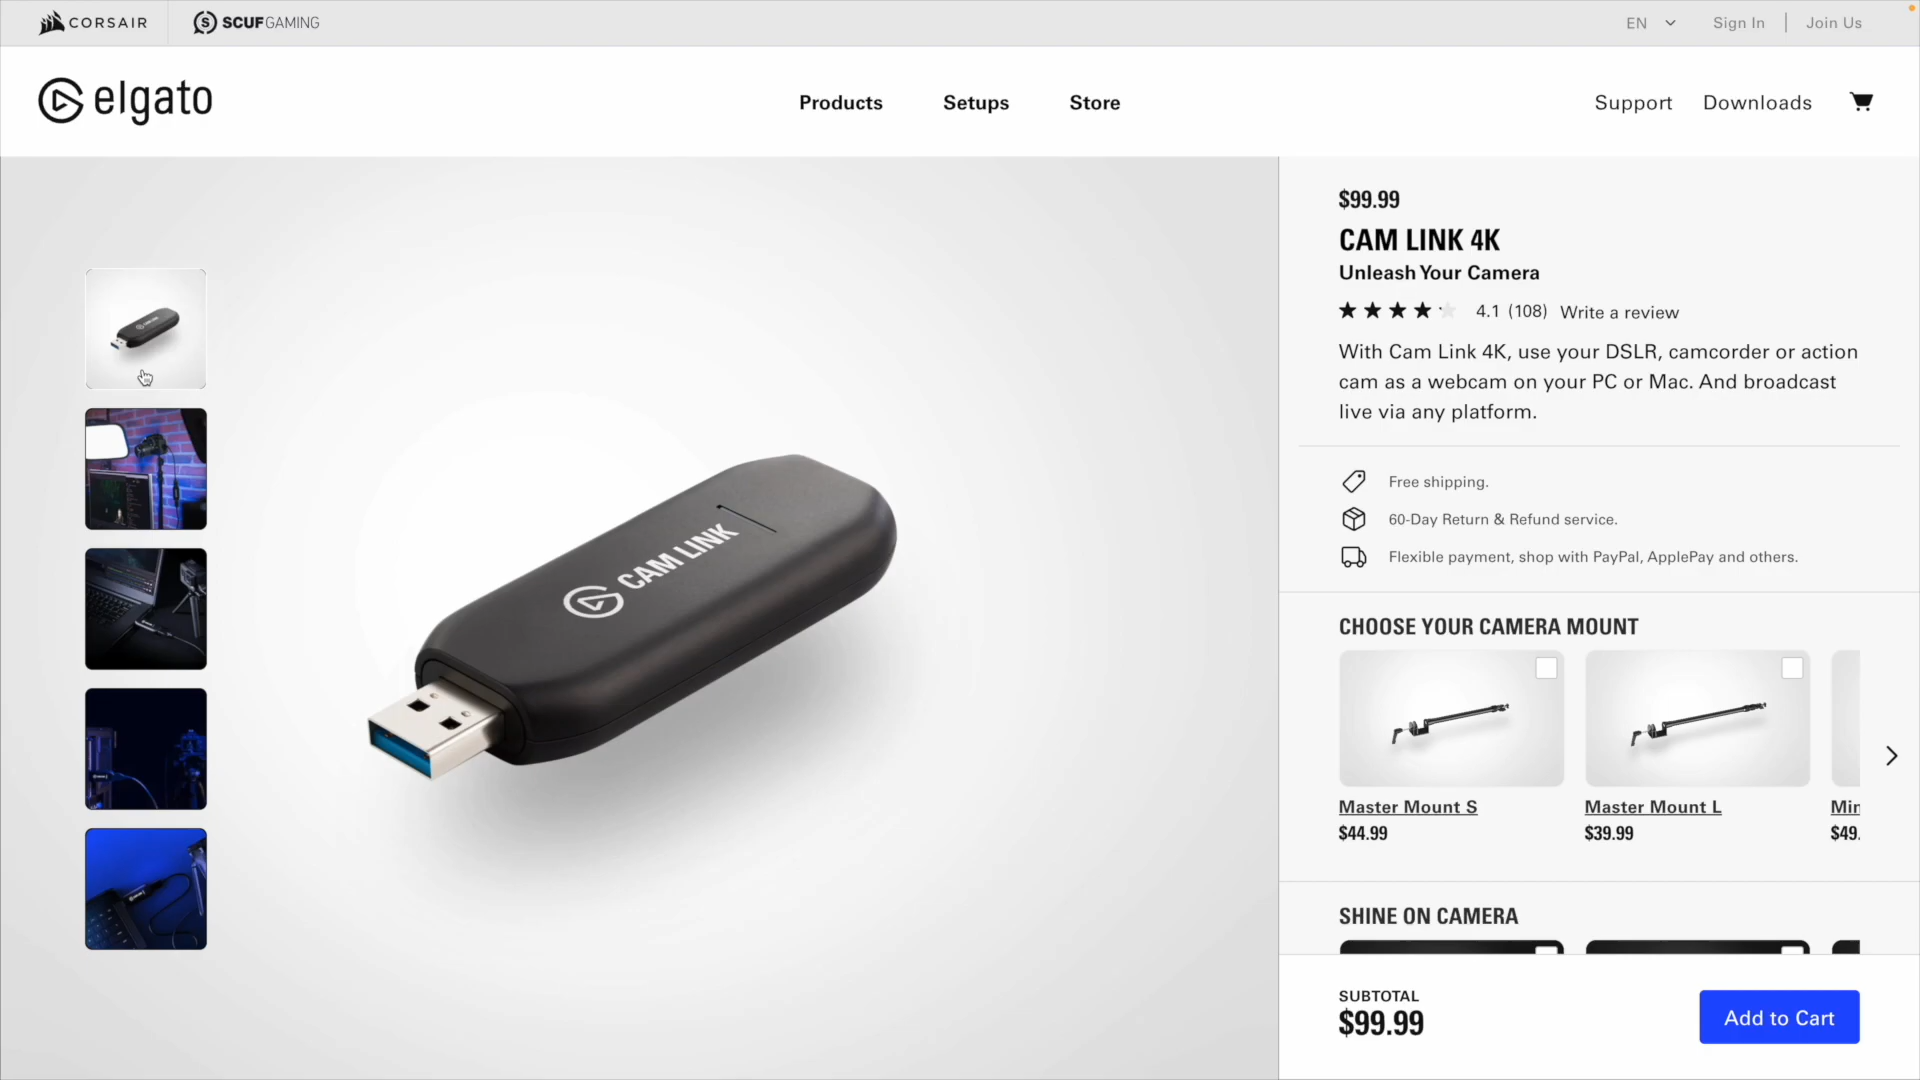 CORSAIR
SCUF GAMING
EN
Sign In
Join Us
elgato
Products
Setups
Store
Support
Downloads
$99.99
CAM LINK 4K
Unleash Your Camera
4.1 (108) Write a review
With Cam Link 4K, use your DSLR, camcorder or action
cam as a webcam on your PC or Mac. And broadcast
live via any platform.
Free shipping.
60-Day Return & Refund service.
Flexible payment, shop with PayPal, ApplePay and others.
CAM LINK
CHOOSE YOUR CAMERA MOUNT
Master Mount S
$44.99
Master Mount L
$39.99
Min
$49.
SHINE ON CAMERA
SUBTOTAL
$99.99
Add to Cart